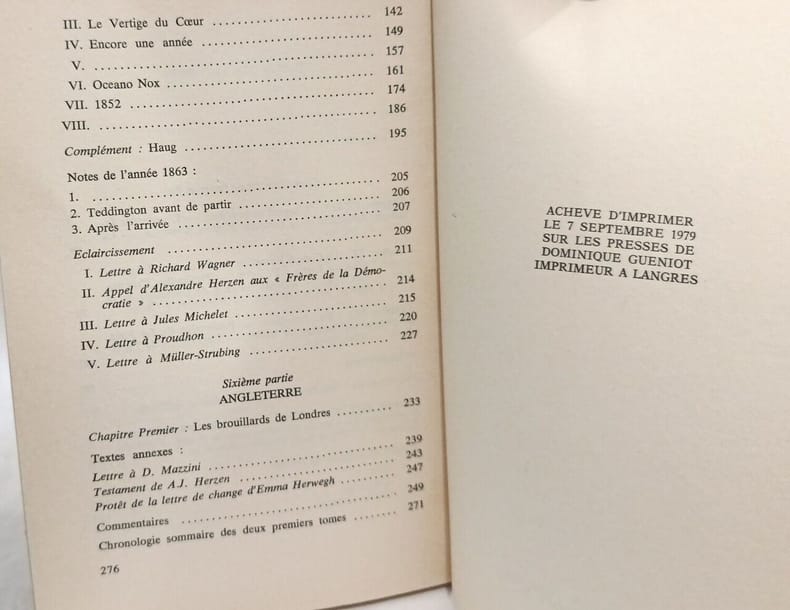 III. Le Vertige du Cœur ........................ 142
IV. Encore une année ........................ 149
V. ........................ 157
VI. Oceano Nox ........................ 161
VII. 1852 ........................ 174
VIII. ........................ 186
Complément : Haug ........................ 195
Notes de l'année 1863 :
1. ........................ 205
2. Teddington avant de partir ........................ 206
3. Après l'arrivée ........................ 207
Eclaircissement ........................ 209
I. Lettre à Richard Wagner ........................ 211
II. Appel d'Alexandre Herzen aux « Frères de la Démo-
cratie » ........................ 214
III. Lettre à Jules Michelet ........................ 215
IV. Lettre à Proudhon ........................ 220
V. Lettre à Müller-Strubing ........................ 227
Sixième partie
ANGLETERRE
Chapitre Premier : Les brouillards de Londres .......... 233
Textes annexes :
Lettre à D. Mazzini ........................ 239
Testament de A.J. Herzen ........................ 243
Protêt de la lettre de change d'Emma Herwegh .......... 247
Commentaires ........................ 249
Chronologie sommaire des deux premiers tomes ........ 271
276
ACHEVE D'IMPRIMER
LE 7 SEPTEMBRE 1979
SUR LES PRESSES DE
DOMINIQUE GUENIOT
IMPRIMEUR A LANGRES